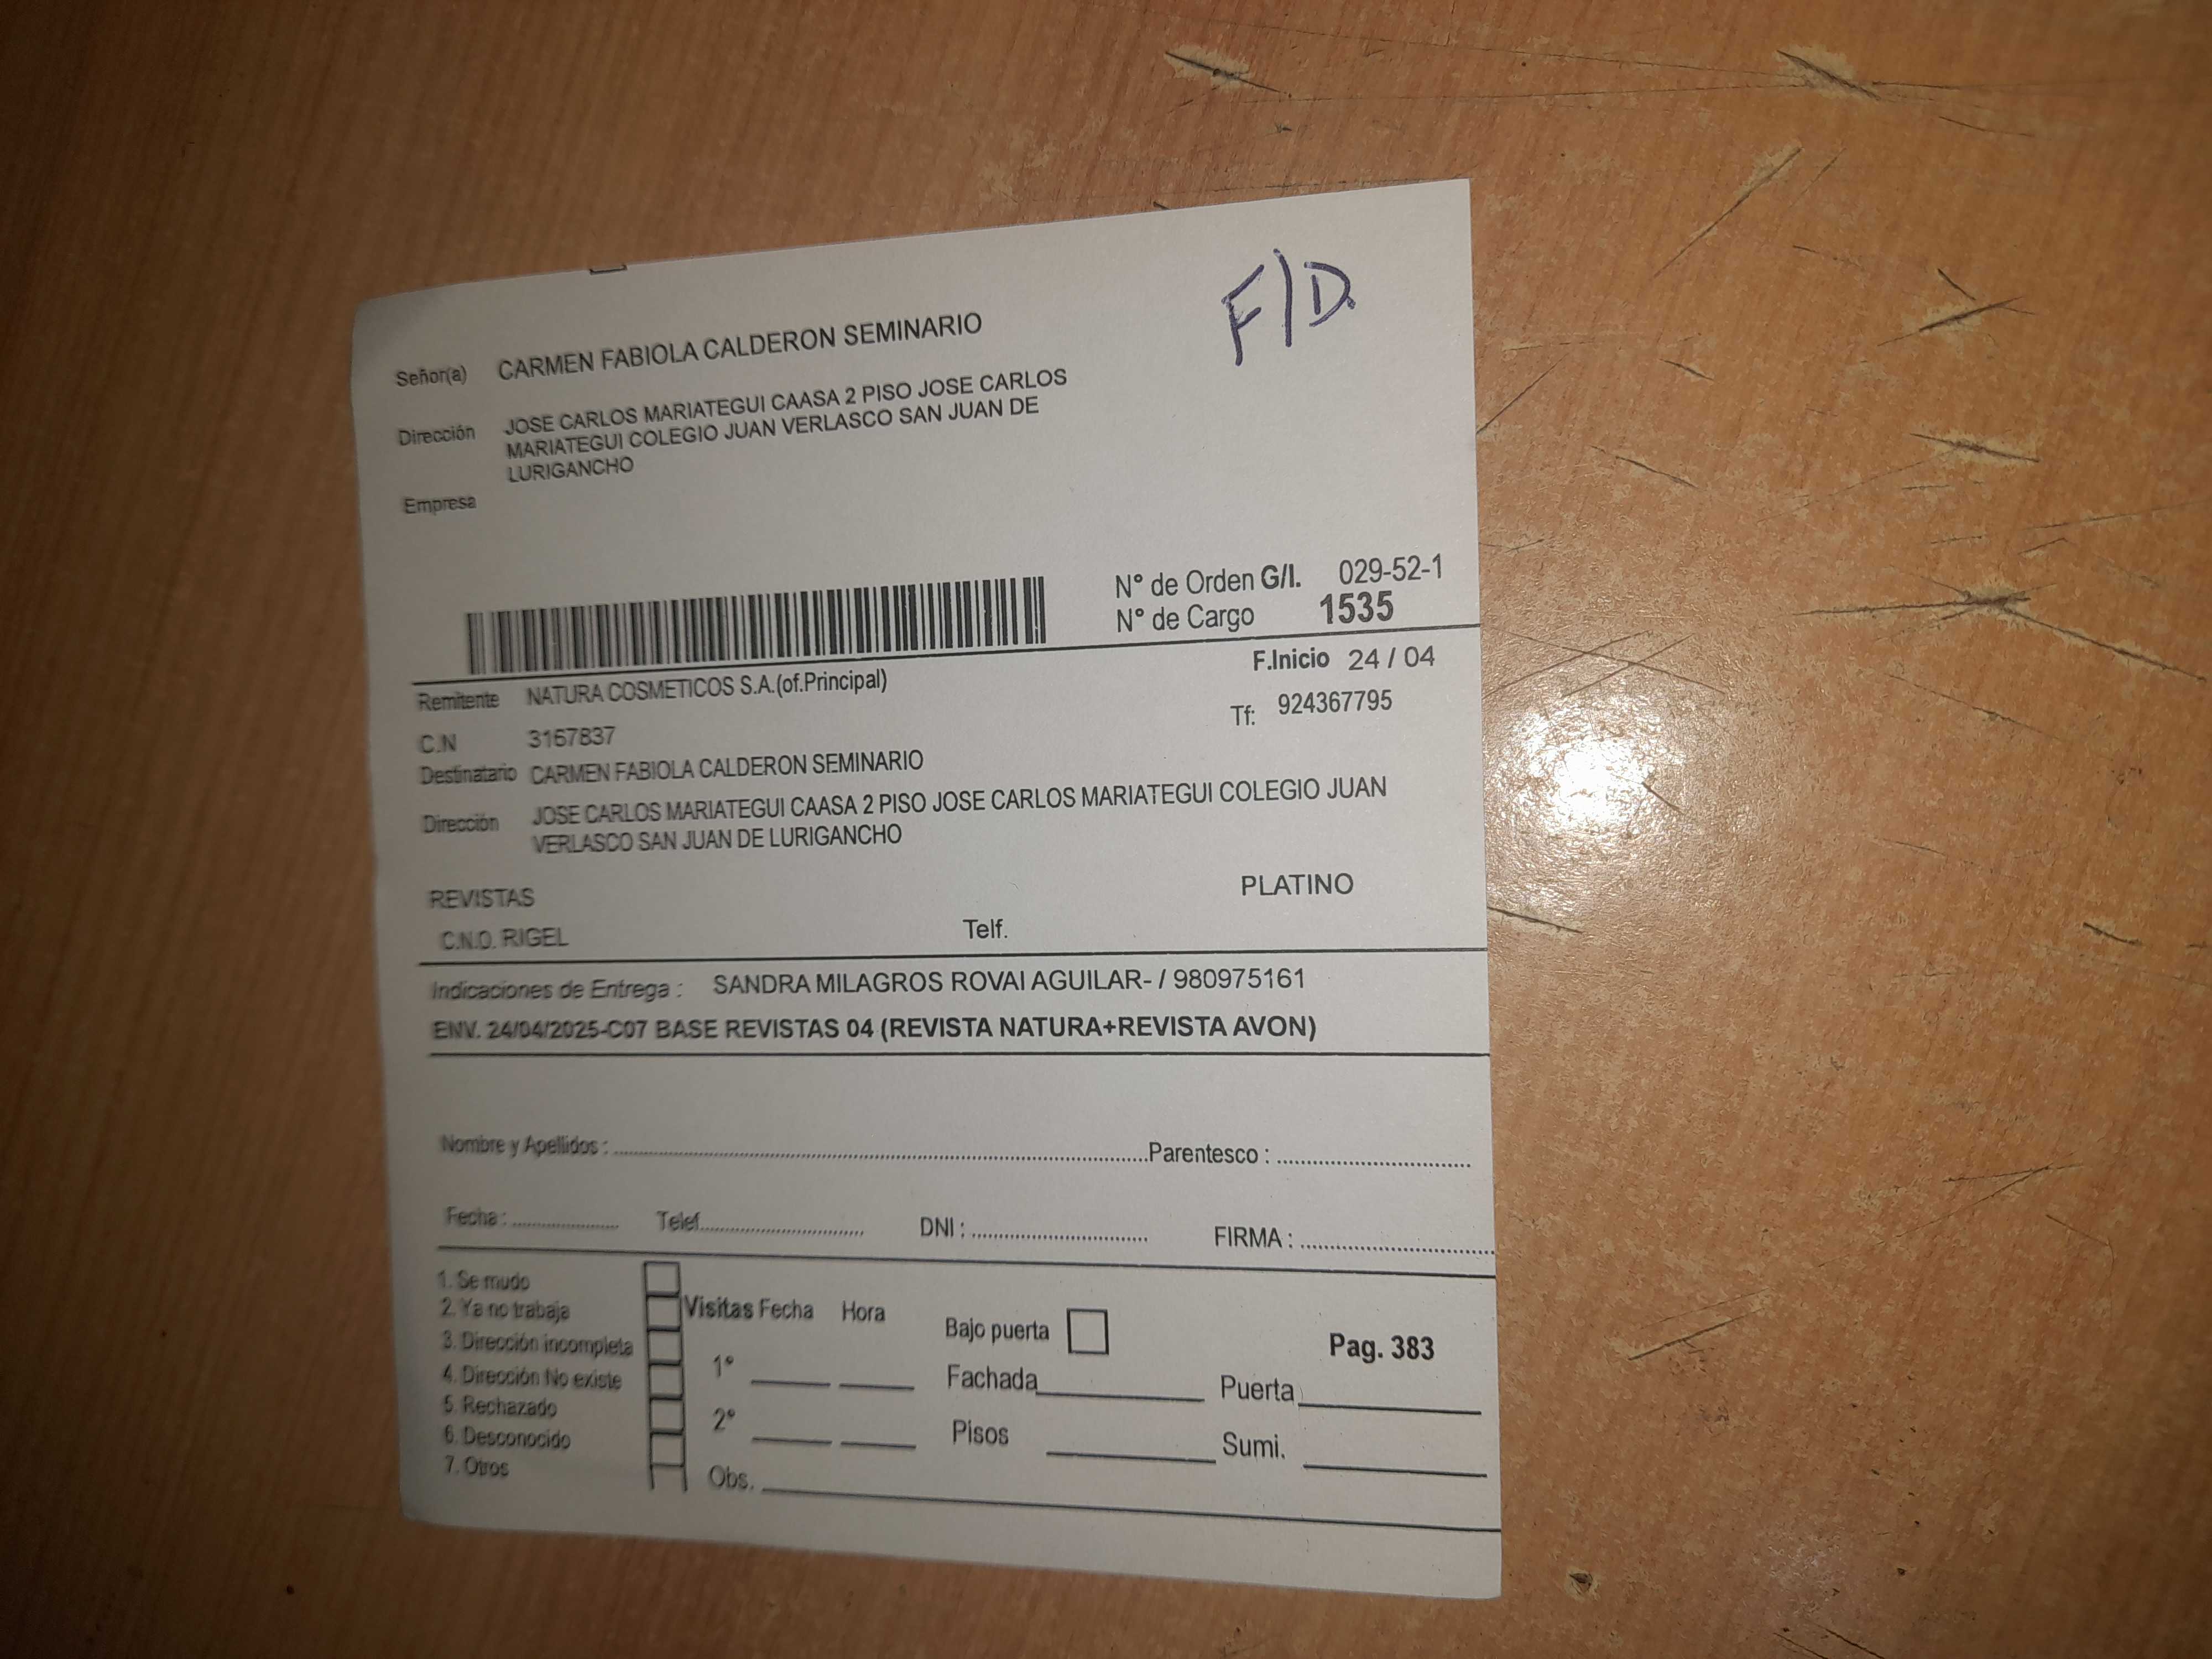 F/D.
Señor(a) CARMEN FABIOLA CALDERON SEMINARIO
Dirección JOSE CARLOS MARIATEGUI CAASA 2 PISO JOSE CARLOS
MARIATEGUI COLEGIO JUAN VERLASCO SAN JUAN DE
LURIGANCHO
Empresa
N° de Orden G/I. 029-52-1
N° de Cargo 1535
F.Inicio 24 / 04
Remitente NATURA COSMETICOS S.A.(of.Principal)
Tf: 924367795
C.N 3157837
Destinatario CARMEN FABIOLA CALDERON SEMINARIO
Dirección JOSE CARLOS MARIATEGUI CAASA 2 PISO JOSE CARLOS MARIATEGUI COLEGIO JUAN
VERLASCO SAN JUAN DE LURIGANCHO
REVISTAS PLATINO
C.N.O. RIGEL Telf.
Indicaciones de Entrega : SANDRA MILAGROS ROVAI AGUILAR- / 980975161
ENV. 24/04/2025-C07 BASE REVISTAS 04 (REVISTA NATURA+REVISTA AVON)
Nombre y Apellidos : Parentesco :
Fecha : Telef. DNI : FIRMA :
1. Se mudo
2. Ya no trabaja
3. Dirección incompleta
4. Dirección No existe
5. Rechazado
6. Desconocido
7. Otros
Visitas Fecha Hora
1°
2°
Obs.
Bajo puerta
Pag. 383
Fachada Puerta
Pisos Sumi.